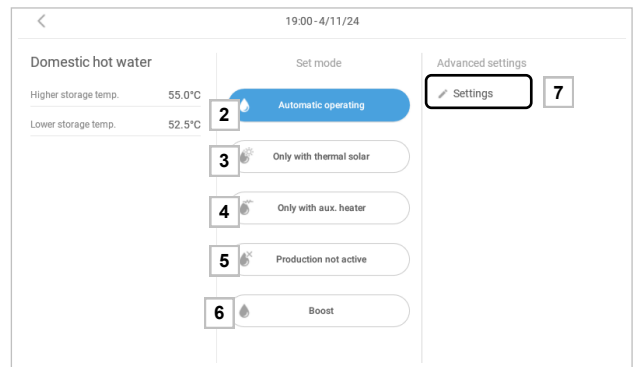 19:00-4/11/24
Domestic hot water
Higher storage temp. 55.0°C
Lower storage temp. 52.5°C
Set mode
2 Automatic operating
3 Only with thermal solar
4 Only with aux. heater
5 Production not active
6 Boost
Advanced settings
Settings 7